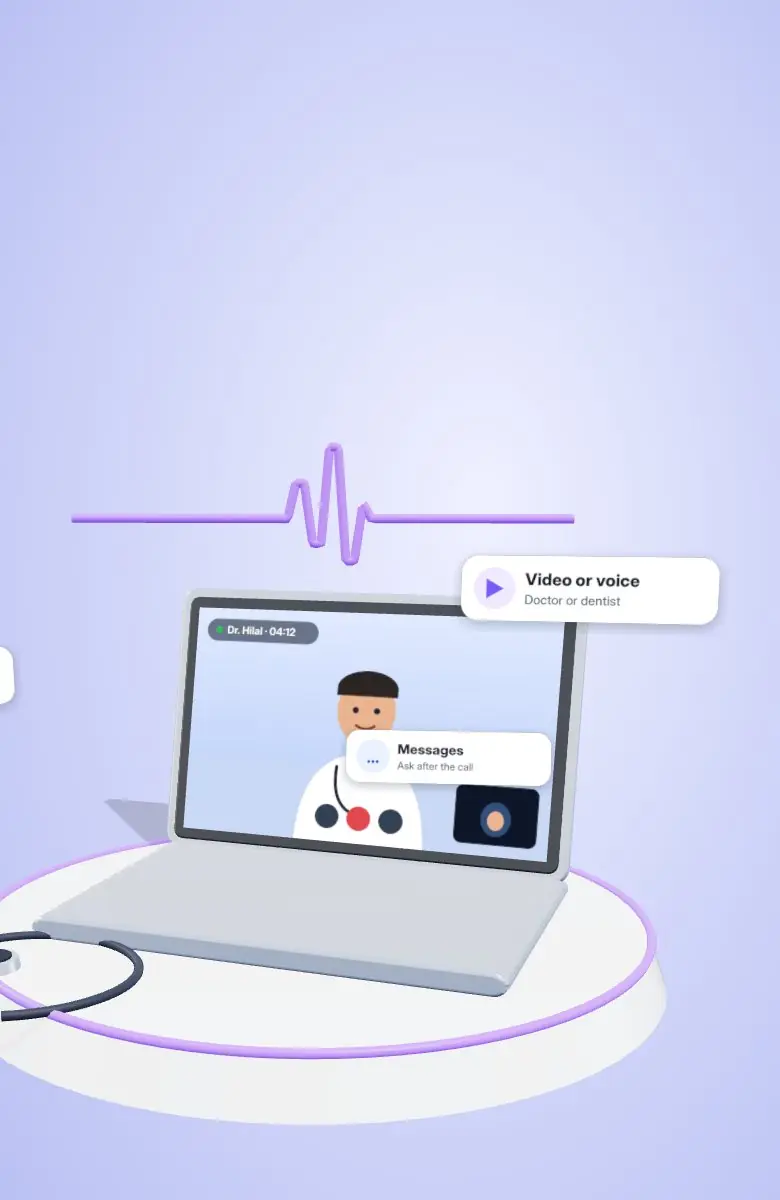 Video or voice
Doctor or dentist
Dr. Hilal · 04:12
Messages
Ask after the call